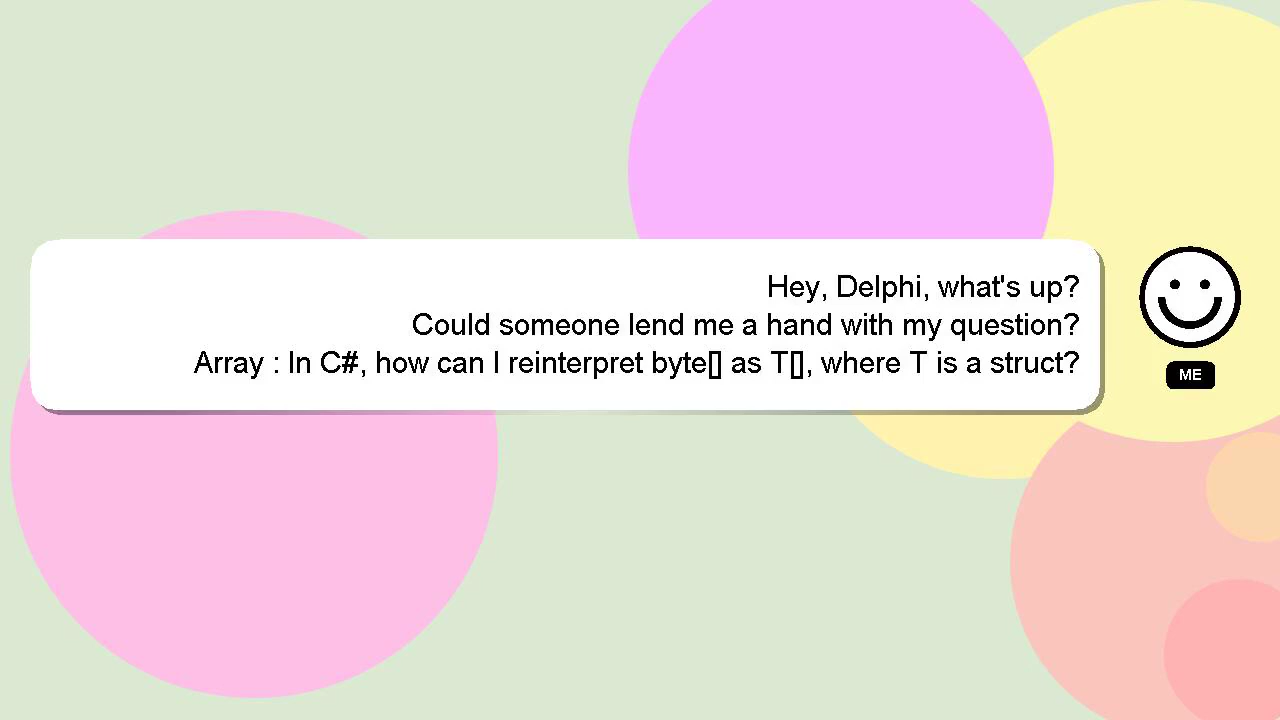 Hey, Delphi, what's up?
Could someone lend me a hand with my question?
Array : In C#, how can I reinterpret byte[] as T[], where T is a struct?
ME